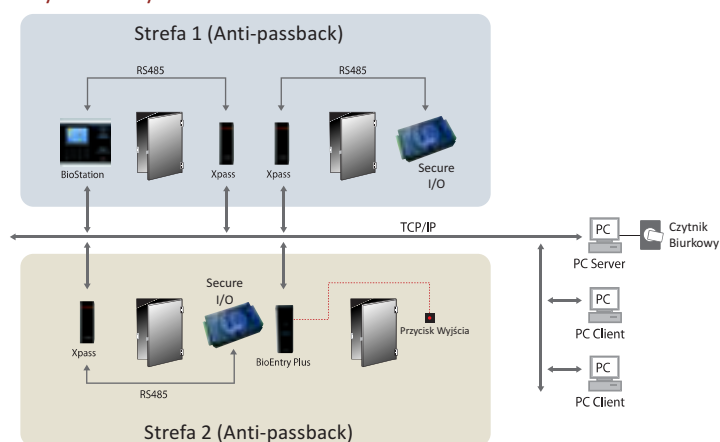 Strefa 1 (Anti-passback)
RS485
RS485
BioStation
Xpass
Xpass
Secure
I/O
TCP/IP
PC
PC Server
Czytnik
Biurkowy
Secure
I/O
Xpass
BioEntry Plus
Przycisk Wyjścia
RS485
PC
PC Client
PC
PC Client
Strefa 2 (Anti-passback)